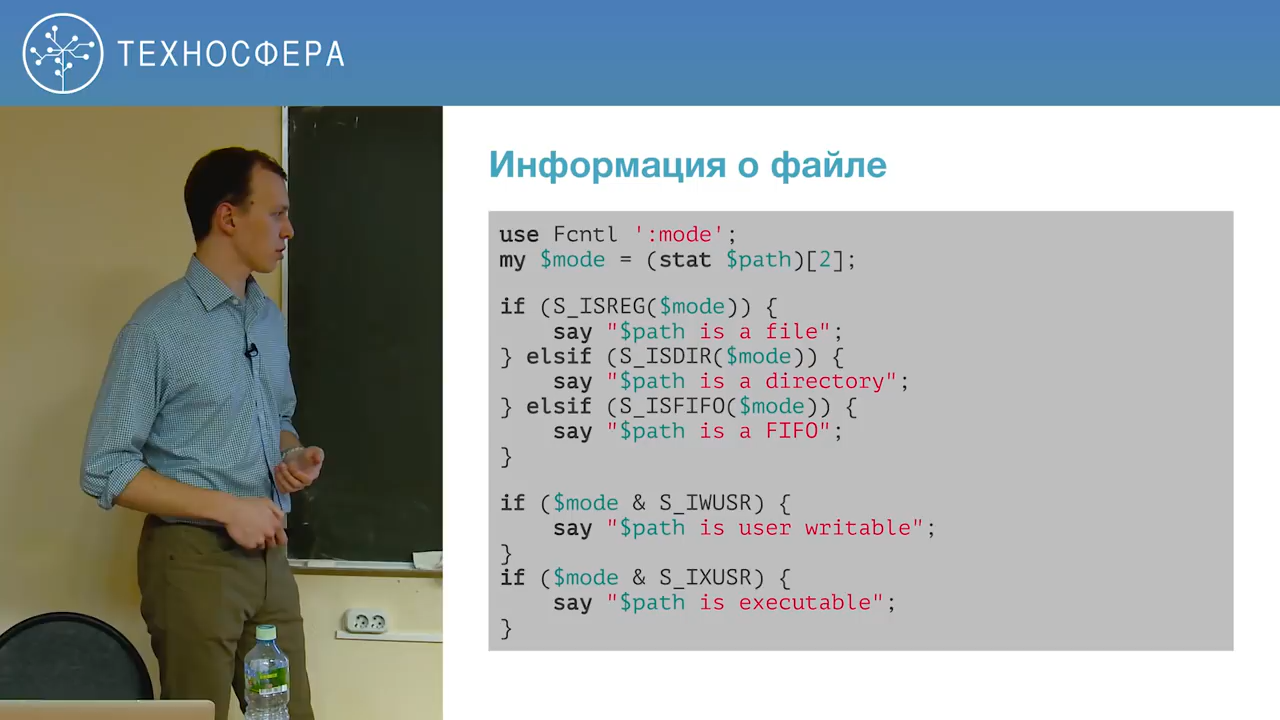 ТЕХНОСФЕРА
Информация о файле
use Fcntl ':mode';
my $mode = (stat $path)[2];
if (S_ISREG($mode)) {
    say "$path is a file";
} elsif (S_ISDIR($mode)) {
    say "$path is a directory";
} elsif (S_ISFIFO($mode)) {
    say "$path is a FIFO";
}
if ($mode & S_IWUSR) {
    say "$path is user writable";
}
if ($mode & S_IXUSR) {
    say "$path is executable";
}